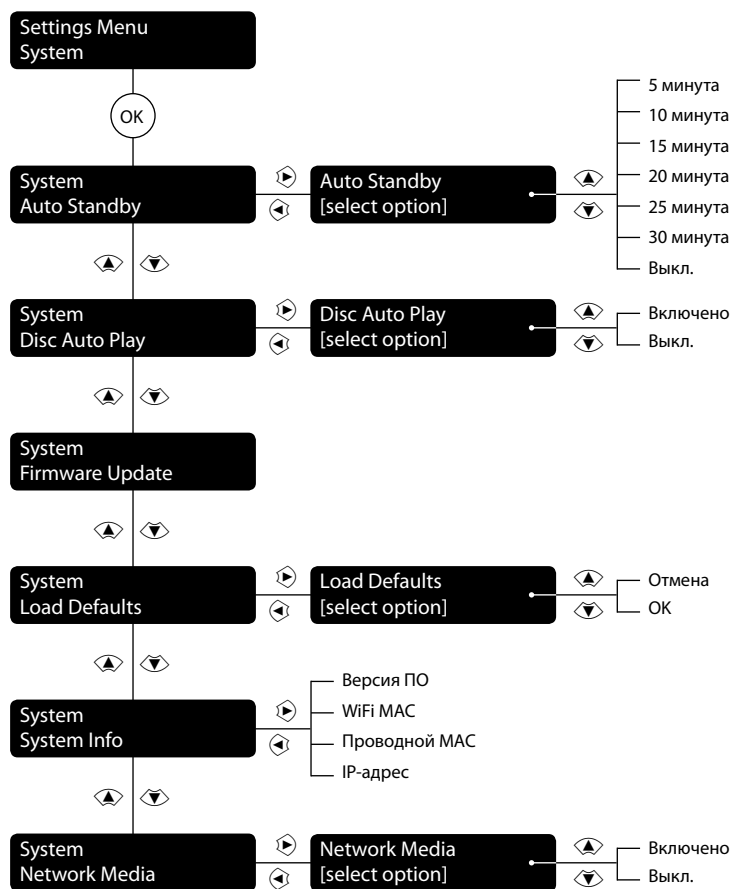 Settings Menu
System
OK
System
Auto Standby
Auto Standby
[select option]
5 минута
10 минута
15 минута
20 минута
25 минута
30 минута
Выкл.
System
Disc Auto Play
Disc Auto Play
[select option]
Включено
Выкл.
System
Firmware Update
System
Load Defaults
Load Defaults
[select option]
Отмена
OK
System
System Info
Версия ПО
WiFi MAC
Проводной MAC
IP-адрес
System
Network Media
Network Media
[select option]
Включено
Выкл.